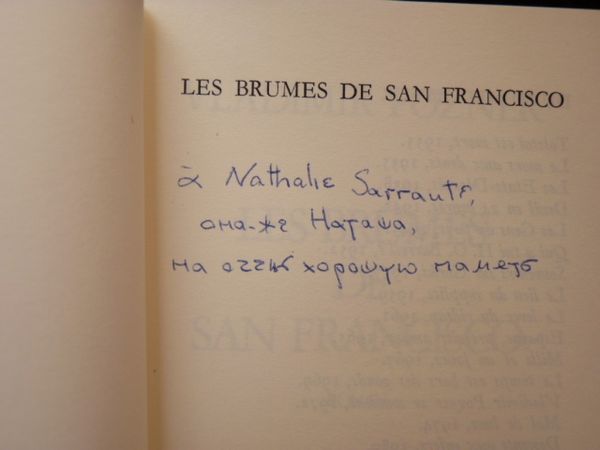 LES BRUMES DE SAN FRANCISCO
à Nathalie Sarraute,
она-же Наташа,
на очень хорошую память